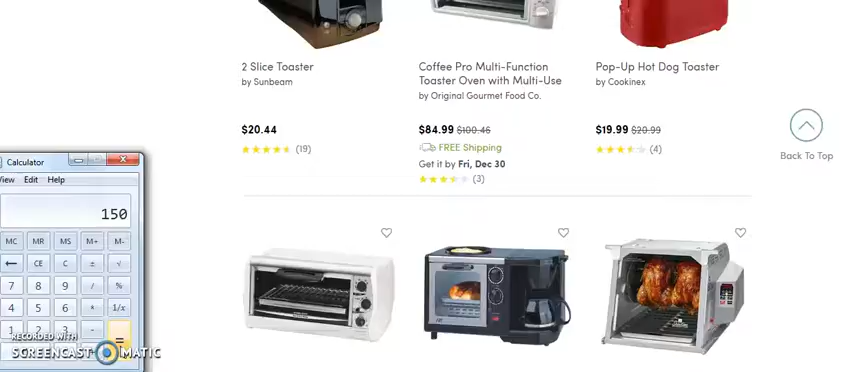 2 Slice Toaster
by Sunbeam
$20.44
(19)
Coffee Pro Multi-Function
Toaster Oven with Multi-Use
by Original Gourmet Food Co.
$84.99 $100.46
FREE Shipping
Get it by Fri, Dec 30
(3)
Pop-Up Hot Dog Toaster
by Cookinex
$19.99 $20.99
(4)
Back To Top
Calculator
View Edit Help
150
MC MR MS M+ M-
← CE C ± √
7 8 9 / %
4 5 6 * 1/x
1 2 3 - =
RECORDED WITH
SCREENCAST-O-MATIC